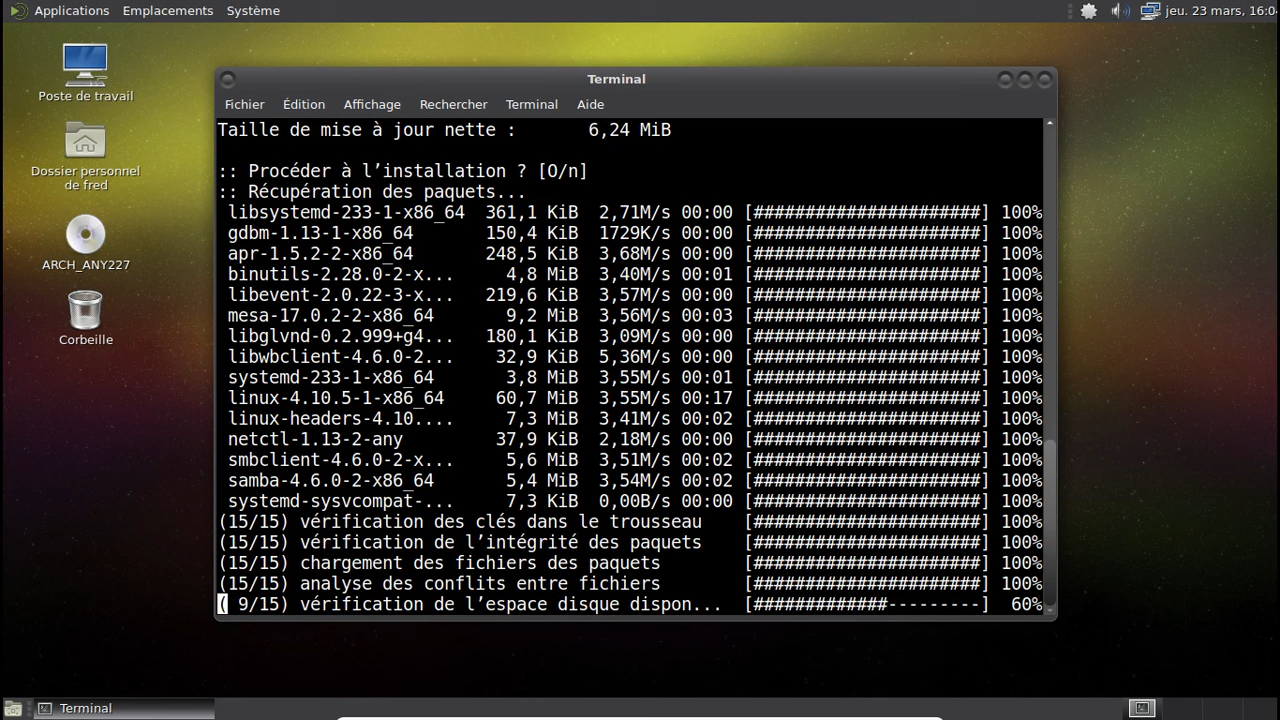 Applications Emplacements Système jeu. 23 mars, 16:04
Poste de travail
Dossier personnel
de fred
ARCH_ANY227
Corbeille
Terminal
Fichier Édition Affichage Rechercher Terminal Aide
Taille de mise à jour nette : 6,24 MiB
:: Procéder à l’installation ? [O/n]
:: Récupération des paquets...
libsystemd-233-1-x86_64 361,1 KiB 2,71M/s 00:00 [######################] 100%
gdbm-1.13-1-x86_64 150,4 KiB 1729K/s 00:00 [######################] 100%
apr-1.5.2-2-x86_64 248,5 KiB 3,68M/s 00:00 [######################] 100%
binutils-2.28.0-2-x... 4,8 MiB 3,40M/s 00:01 [######################] 100%
libevent-2.0.22-3-x... 219,6 KiB 3,57M/s 00:00 [######################] 100%
mesa-17.0.2-2-x86_64 9,2 MiB 3,56M/s 00:03 [######################] 100%
libglvnd-0.2.999+g4... 180,1 KiB 3,09M/s 00:00 [######################] 100%
libwbclient-4.6.0-2... 32,9 KiB 5,36M/s 00:00 [######################] 100%
systemd-233-1-x86_64 3,8 MiB 3,55M/s 00:01 [######################] 100%
linux-4.10.5-1-x86_64 60,7 MiB 3,55M/s 00:17 [######################] 100%
linux-headers-4.10.... 7,3 MiB 3,41M/s 00:02 [######################] 100%
netctl-1.13-2-any 37,9 KiB 2,18M/s 00:00 [######################] 100%
smbclient-4.6.0-2-x... 5,6 MiB 3,51M/s 00:02 [######################] 100%
samba-4.6.0-2-x86_64 5,4 MiB 3,54M/s 00:02 [######################] 100%
systemd-sysvcompat-... 7,3 KiB 0,00B/s 00:00 [######################] 100%
(15/15) vérification des clés dans le trousseau [######################] 100%
(15/15) vérification de l’intégrité des paquets [######################] 100%
(15/15) chargement des fichiers des paquets [######################] 100%
(15/15) analyse des conflits entre fichiers [######################] 100%
( 9/15) vérification de l’espace disque dispon... [#############---------] 60%
Terminal